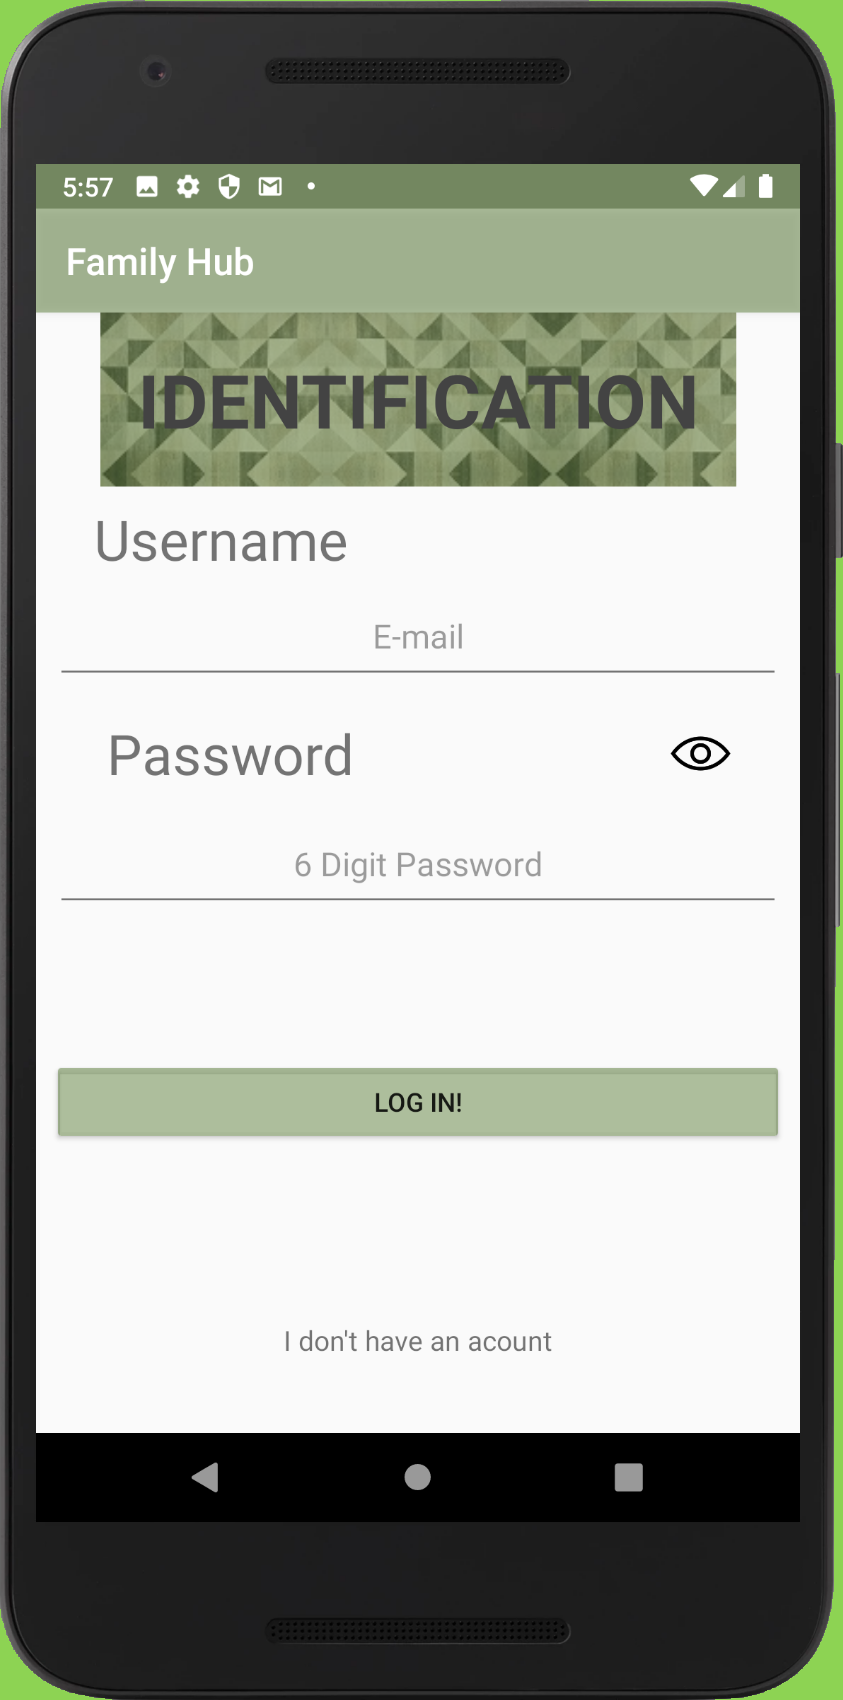 5:57
Family Hub
IDENTIFICATION
Username
E-mail
Password
6 Digit Password
LOG IN!
I don't have an acount